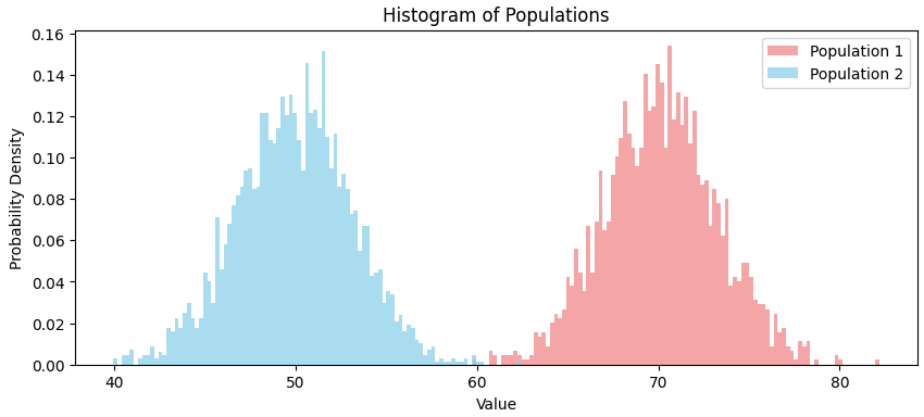 Histogram of Populations
Population 1
Population 2
Probability Density
0.16
0.14
0.12
0.10
0.08
0.06
0.04
0.02
0.00
40 50 60 70 80
Value